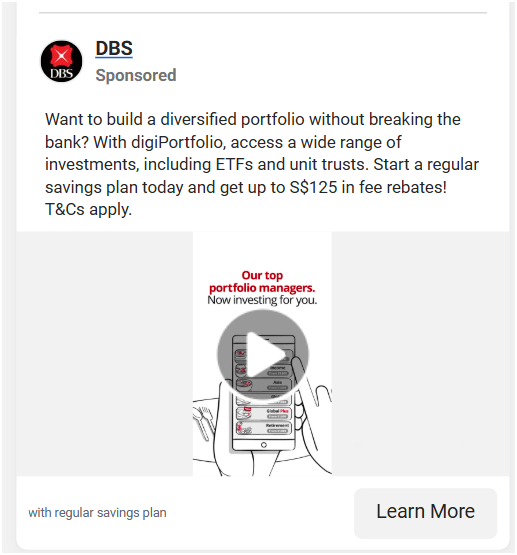 DBS
DBS
Sponsored
Want to build a diversified portfolio without breaking the
bank? With digiPortfolio, access a wide range of
investments, including ETFs and unit trusts. Start a regular
savings plan today and get up to S$125 in fee rebates!
T&Cs apply.
Our top
portfolio managers.
Now investing for you.
Income
Asia
Global Plus
Retirement
with regular savings plan
Learn More